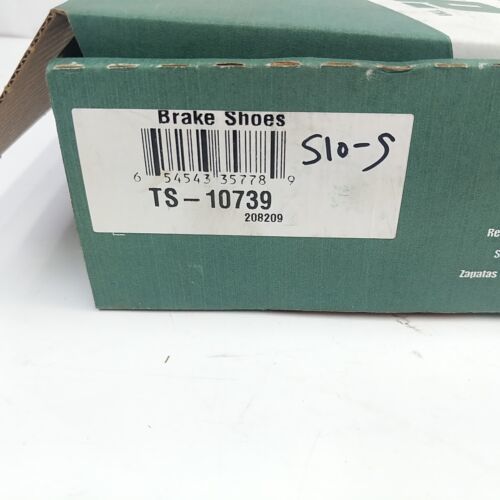 Brake Shoes
S10-S
6 54543 35778 9
TS-10739
208209
Re
S
Zapatas